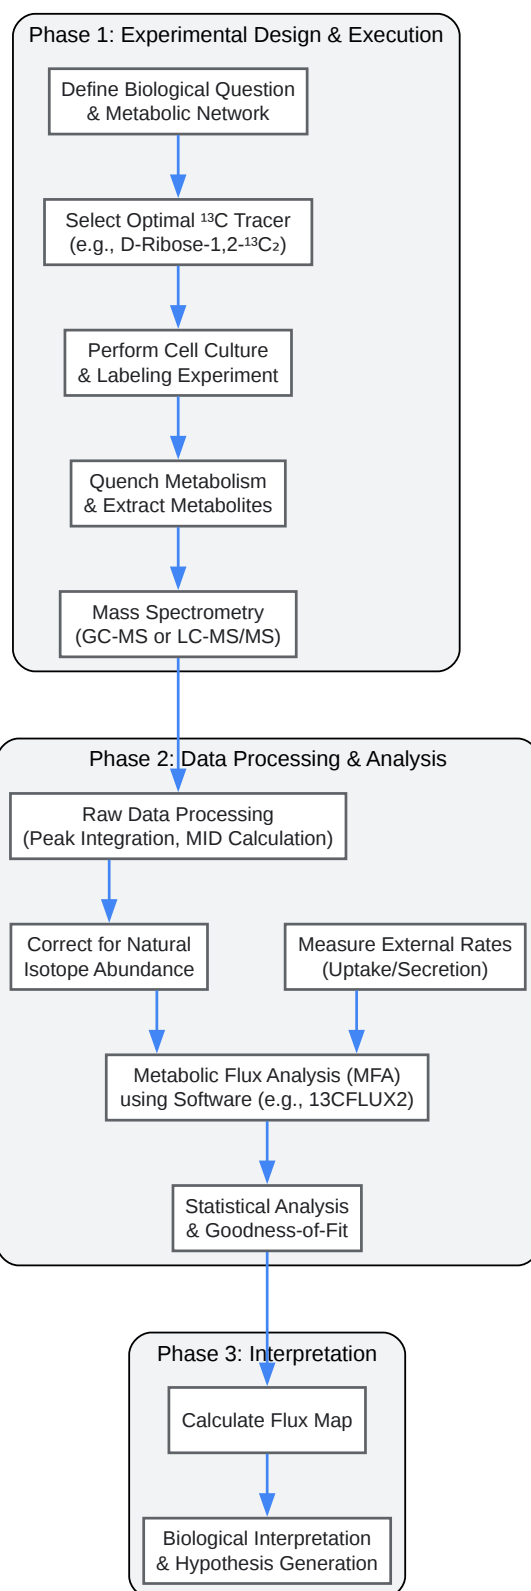 Phase 1: Experimental Design & Execution
Define Biological Question
& Metabolic Network
Select Optimal ¹³C Tracer
(e.g., D-Ribose-1,2-¹³C₂)
Perform Cell Culture
& Labeling Experiment
Quench Metabolism
& Extract Metabolites
Mass Spectrometry
(GC-MS or LC-MS/MS)
Phase 2: Data Processing & Analysis
Raw Data Processing
(Peak Integration, MID Calculation)
Correct for Natural
Isotope Abundance
Measure External Rates
(Uptake/Secretion)
Metabolic Flux Analysis (MFA)
using Software (e.g., 13CFLUX2)
Statistical Analysis
& Goodness-of-Fit
Phase 3: Interpretation
Calculate Flux Map
Biological Interpretation
& Hypothesis Generation